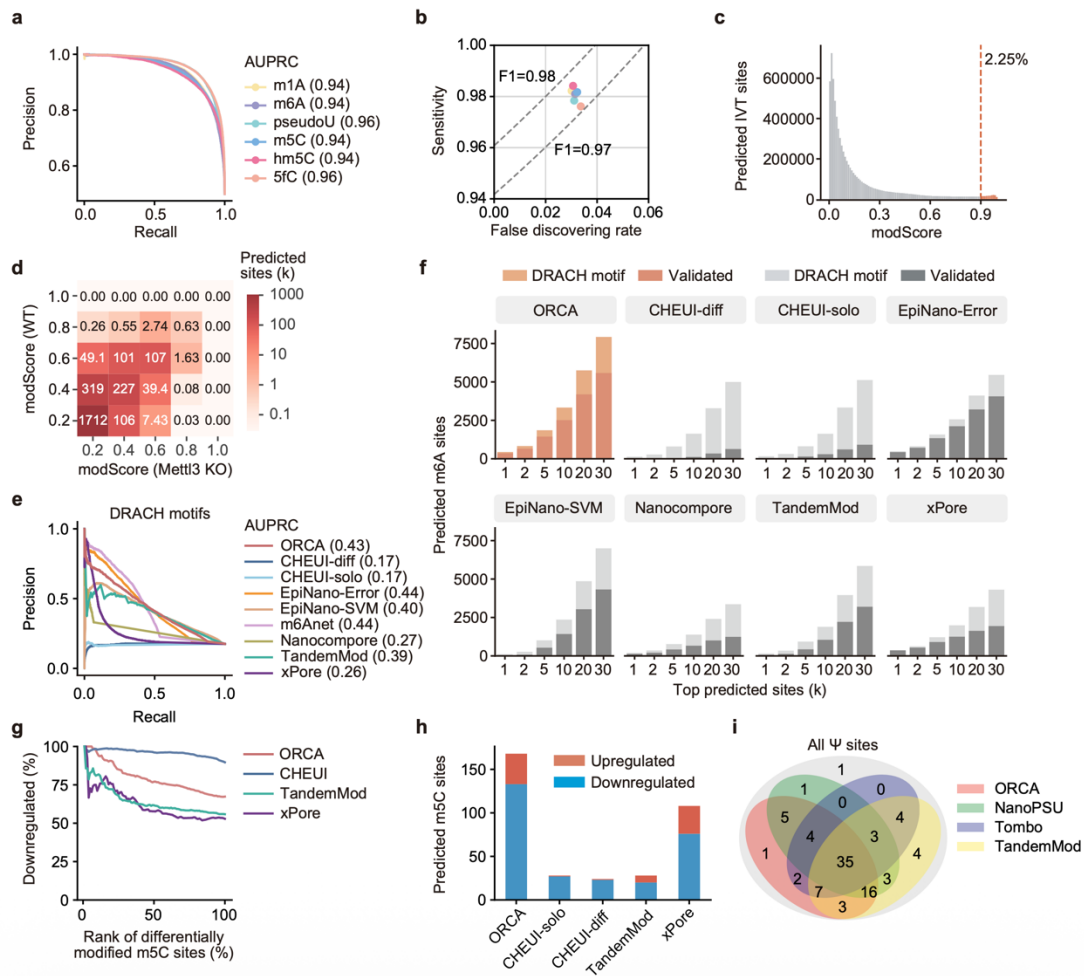 a
1.0
0.8
0.6
Precision
0.0
0.5
1.0
Recall
AUPRC
m1A (0.94)
m6A (0.94)
pseudoU (0.96)
m5C (0.94)
hm5C (0.94)
5fC (0.96)
b
1.00
0.98
0.96
0.94
Sensitivity
F1=0.98
F1=0.97
0.00
0.02
0.04
0.06
False discovering rate
c
2.25%
600000
400000
200000
0
Predicted IVT sites
0.0
0.3
0.6
0.9
modScore
d
Predicted
sites (k)
1.0 0.00 0.00 0.00 0.00 0.00
0.8 0.26 0.55 2.74 0.63 0.00
0.6 49.1 101 107 1.63 0.00
0.4 319 227 39.4 0.08 0.00
0.2 1712 106 7.43 0.03 0.00
0.2 0.4 0.6 0.8 1.0
modScore (WT)
modScore (Mettl3 KO)
1000
100
10
1
0.1
e
DRACH motifs
1.0
0.5
0.0
Precision
0.0
0.5
1.0
Recall
AUPRC
ORCA (0.43)
CHEUI-diff (0.17)
CHEUI-solo (0.17)
EpiNano-Error (0.44)
EpiNano-SVM (0.40)
m6Anet (0.44)
Nanocompore (0.27)
TandemMod (0.39)
xPore (0.26)
f
DRACH motif
Validated
DRACH motif
Validated
ORCA
CHEUI-diff
CHEUI-solo
EpiNano-Error
7500
5000
2500
0
1 2 5 10 20 30
1 2 5 10 20 30
1 2 5 10 20 30
1 2 5 10 20 30
Predicted m6A sites
EpiNano-SVM
Nanocompore
TandemMod
xPore
7500
5000
2500
0
1 2 5 10 20 30
1 2 5 10 20 30
1 2 5 10 20 30
1 2 5 10 20 30
Top predicted sites (k)
g
100
75
50
25
0
Downregulated (%)
0
50
100
Rank of differentially
modified m5C sites (%)
ORCA
CHEUI
TandemMod
xPore
h
150
100
50
0
Predicted m5C sites
Upregulated
Downregulated
ORCA
CHEUI-solo
CHEUI-diff
TandemMod
xPore
i
All Ψ sites
1
1
0
5
0
4
4
3
1
35
4
2
3
7
16
3
ORCA
NanoPSU
Tombo
TandemMod